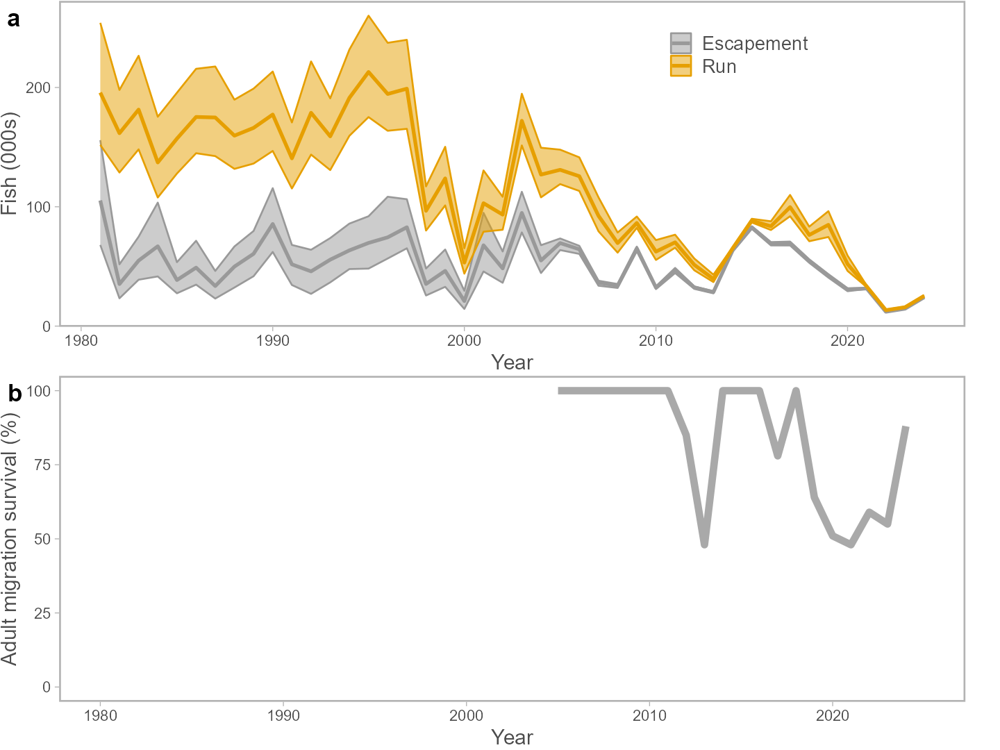 a
Escapement
Run
Fish (000s)
200
100
0
1980 1990 2000 2010 2020
Year
b
Adult migration survival (%)
100
75
50
25
0
1980 1990 2000 2010 2020
Year